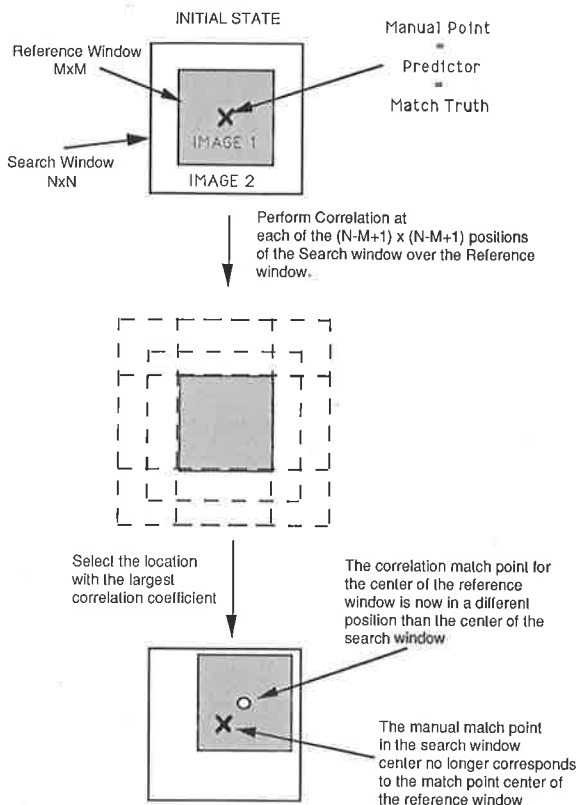 INITIAL STATE
Reference Window
MxM
Manual Point
=
Predictor
=
Match Truth
IMAGE 1
Search Window
NxN
IMAGE 2
Perform Correlation at
each of the (N-M+1) x (N-M+1) positions
of the Search window over the Reference
window.
Select the location
with the largest
correlation coefficient
The correlation match point for
the center of the reference
window is now in a different
position than the center of the
search window
The manual match point
in the search window
center no longer corresponds
to the match point center of
the reference window